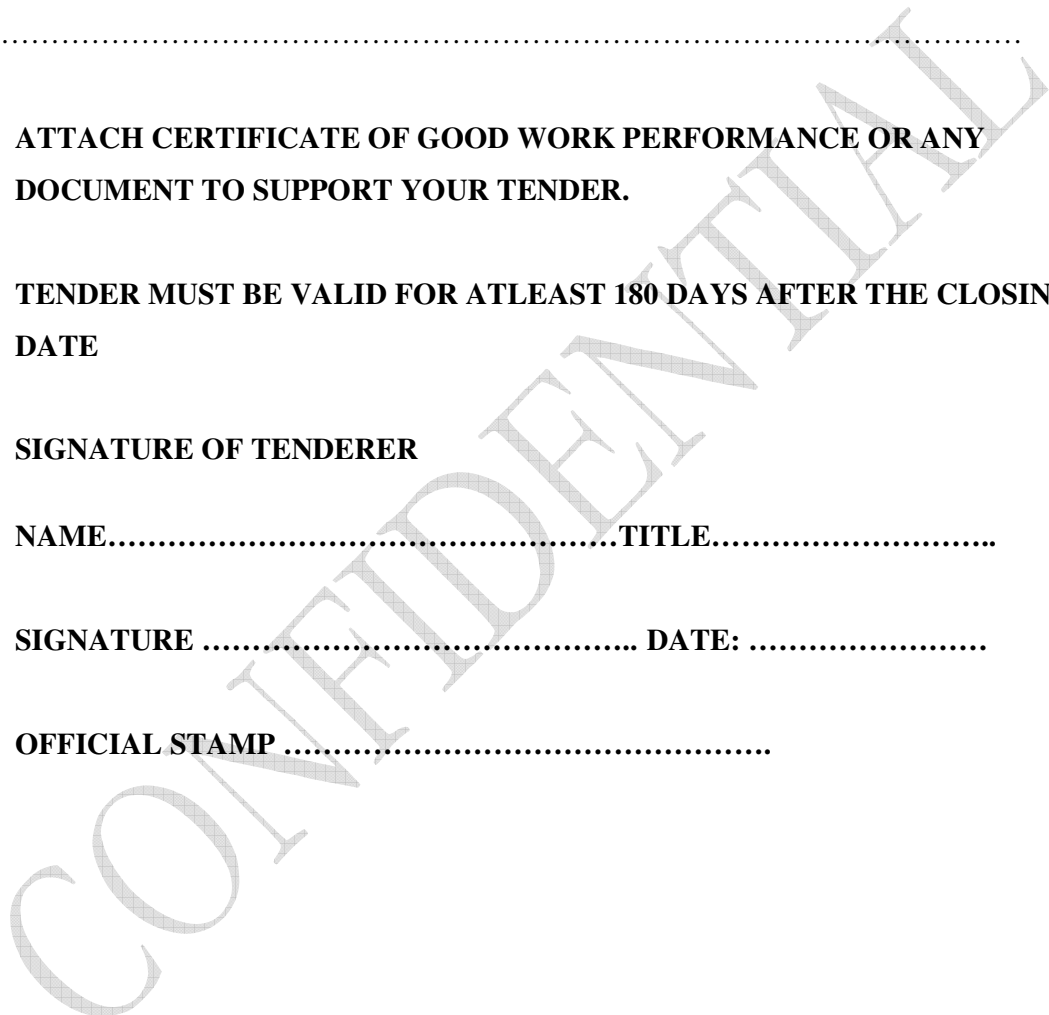 ……………………………………………………………………………………………
ATTACH CERTIFICATE OF GOOD WORK PERFORMANCE OR ANY
DOCUMENT TO SUPPORT YOUR TENDER.
TENDER MUST BE VALID FOR ATLEAST 180 DAYS AFTER THE CLOSIN
DATE
SIGNATURE OF TENDERER
NAME……………………………………………TITLE………………………..
SIGNATURE …………………………………….. DATE: ……………………
OFFICIAL STAMP ………………………………………….
CONFIDENTIAL